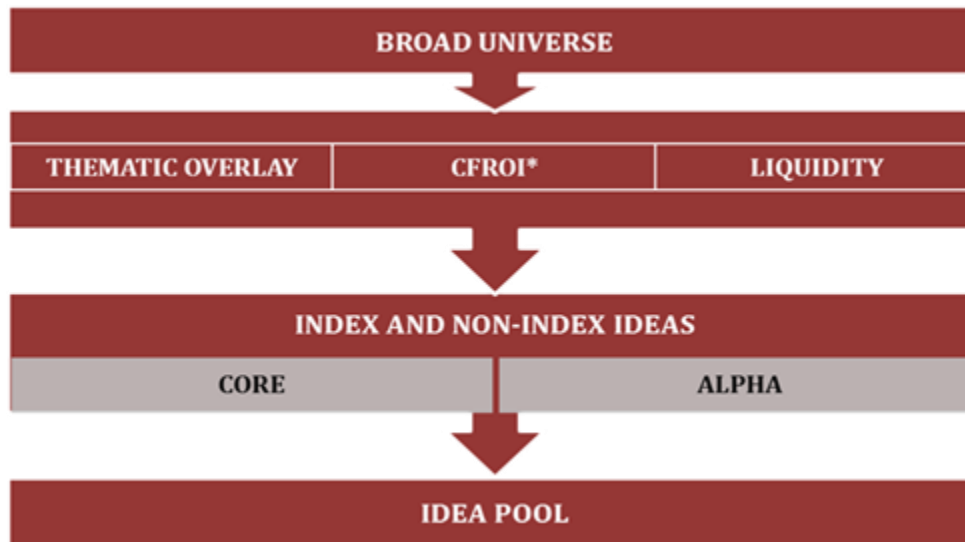 BROAD UNIVERSE
THEMATIC OVERLAY CFROI* LIQUIDITY
INDEX AND NON-INDEX IDEAS
CORE ALPHA
IDEA POOL